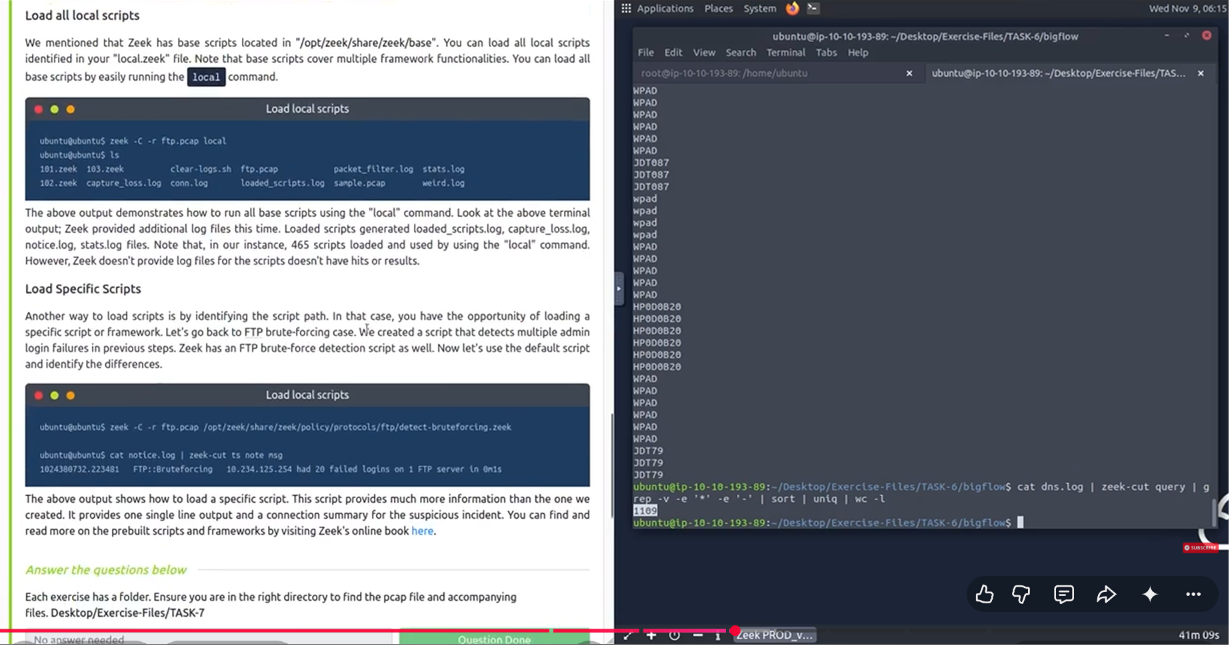 Load all local scripts
We mentioned that Zeek has base scripts located in "/opt/zeek/share/zeek/base". You can load all local scripts
identified in your "local.zeek" file. Note that base scripts cover multiple framework functionalities. You can load all
base scripts by easily running the local command.
Load local scripts
ubuntu@ubuntu$ zeek -C -r ftp.pcap local
ubuntu@ubuntu$ ls
101.zeek 103.zeek clear-logs.sh ftp.pcap packet_filter.log stats.log
102.zeek capture_loss.log conn.log loaded_scripts.log sample.pcap weird.log
The above output demonstrates how to run all base scripts using the "local" command. Look at the above terminal
output; Zeek provided additional log files this time. Loaded scripts generated loaded_scripts.log, capture_loss.log,
notice.log, stats.log files. Note that, in our instance, 465 scripts loaded and used by using the "local" command.
However, Zeek doesn't provide log files for the scripts doesn't have hits or results.
Load Specific Scripts
Another way to load scripts is by identifying the script path. In that case, you have the opportunity of loading a
specific script or framework. Let's go back to FTP brute-forcing case. We created a script that detects multiple admin
login failures in previous steps. Zeek has an FTP brute-force detection script as well. Now let's use the default script
and identify the differences.
Load local scripts
ubuntu@ubuntu$ zeek -C -r ftp.pcap /opt/zeek/share/zeek/policy/protocols/ftp/detect-bruteforcing.zeek
ubuntu@ubuntu$ cat notice.log | zeek-cut ts note msg
1024380732.223481 FTP::Bruteforcing 10.234.125.254 had 20 failed logins on 1 FTP server in 0m1s
The above output shows how to load a specific script. This script provides much more information than the one we
created. It provides one single line output and a connection summary for the suspicious incident. You can find and
read more on the prebuilt scripts and frameworks by visiting Zeek's online book here.
Answer the questions below
Each exercise has a folder. Ensure you are in the right directory to find the pcap file and accompanying
files. Desktop/Exercise-Files/TASK-7
No answer needed
Question Done
Applications Places System
Wed Nov 9, 06:15
ubuntu@ip-10-10-193-89: ~/Desktop/Exercise-Files/TASK-6/bigflow
File Edit View Search Terminal Tabs Help
root@ip-10-10-193-89: /home/ubuntu × ubuntu@ip-10-10-193-89: ~/Desktop/Exercise-Files/TAS... ×
WPAD
WPAD
WPAD
WPAD
WPAD
WPAD
JDT087
JDT087
JDT087
wpad
wpad
wpad
wpad
WPAD
WPAD
WPAD
WPAD
WPAD
HP0D0B20
HP0D0B20
HP0D0B20
HP0D0B20
HP0D0B20
HP0D0B20
WPAD
WPAD
WPAD
WPAD
WPAD
WPAD
JDT79
JDT79
JDT79
ubuntu@ip-10-10-193-89:~/Desktop/Exercise-Files/TASK-6/bigflow$ cat dns.log | zeek-cut query | g
rep -v -e '*' -e '-' | sort | uniq | wc -l
1109
ubuntu@ip-10-10-193-89:~/Desktop/Exercise-Files/TASK-6/bigflow$
SUBSCRIBE
Zeek PROD_v...
41m 09s